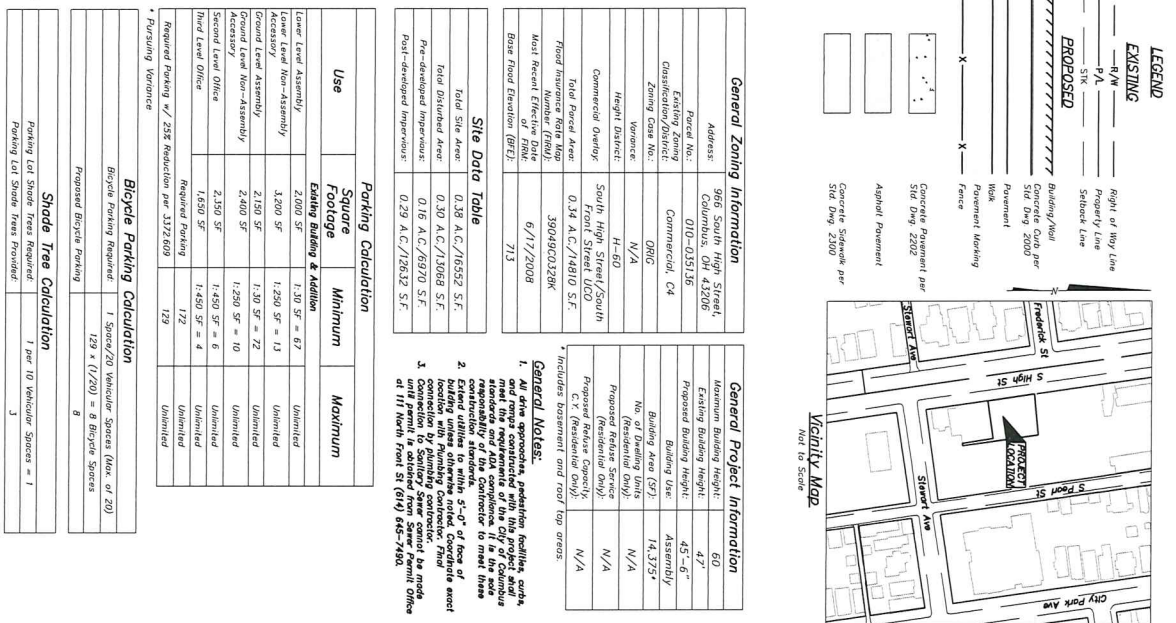 LEGEND
EXISTING
R/W Right of Way Line
P/L Property Line
STK Setback Line
PROPOSED
Building/Wall
Concrete Curb per
Std. Dwg. 2000
Pavement
Walk
Pavement Marking
X X Fence
Concrete Pavement per
Std. Dwg. 2202
Asphalt Pavement
Concrete Sidewalk per
Std. Dwg. 2300
N
Frederick St
Stewart Ave
S High St
PROJECT
LOCATION
S Pearl St
Stewart Ave
City Park Ave
Vicinity Map
Not to Scale
General Zoning Information
Address: 966 South High Street,
Columbus, OH 43206
Parcel No.: 010-035136
Existing Zoning
Classification/District: Commercial, C4
Zoning Case No.: ORIG
Variance: N/A
Height District: H-60
Commercial Overlay: South High Street/South
Front Street UCO
Total Parcel Area: 0.34 A.C./14810 S.F.
Flood Insurance Rate Map
Number (FIRM): 39049C0328K
Most Recent Effective Date
of FIRM: 6/17/2008
Base Flood Elevation (BFE): 713
General Project Information
Maximum Building Height: 60
Existing Building Height: 47'
Proposed Building Height: 45'-6"
Building Use: Assembly
Building Area (SF): 14,375*
No. of Dwelling Units
(Residential Only): N/A
Proposed Refuse Service
(Residential Only): N/A
Proposed Refuse Capacity,
C.Y. (Residential Only): N/A
* Includes basement and roof top areas.
Site Data Table
Total Site Area: 0.38 A.C./16552 S.F.
Total Disturbed Area: 0.30 A.C./13068 S.F.
Pre-developed Impervious: 0.16 A.C./6970 S.F.
Post-developed Impervious: 0.29 A.C./12632 S.F.
General Notes:
1. All drive approaches, pedestrian facilities, curbs,
and ramps constructed with this project shall
meet the requirements of the City of Columbus
standards and ADA compliance. It is the sole
responsibility of the Contractor to meet these
construction standards.
2. Extend utilities to within 5'-0" of face of
building unless otherwise noted. Coordinate exact
location with Plumbing Contractor. Final
connection by plumbing contractor.
3. Connection to Sanitary Sewer cannot be made
until permit is obtained from Sewer Permit Office
at 111 North Front St (614) 645-7490.
Parking Calculation
Use Square Footage Minimum Maximum
Existing Building & Addition
Lower Level Assembly 2,000 SF 1:30 SF = 67 Unlimited
Lower Level Non-Assembly
Accessory 3,200 SF 1:250 SF = 13 Unlimited
Ground Level Assembly 2,150 SF 1:30 SF = 72 Unlimited
Ground Level Non-Assembly
Accessory 2,400 SF 1:250 SF = 10 Unlimited
Second Level Office 2,350 SF 1:450 SF = 6 Unlimited
Third Level Office 1,650 SF 1:450 SF = 4 Unlimited
Required Parking 172 Unlimited
Required Parking w/ 25% Reduction per 3372.609 129 Unlimited
* Pursuing Variance
Bicycle Parking Calculation
Bicycle Parking Required: 1 Space/20 Vehicular Spaces (Max. of 20)
129 x (1/20) = 8 Bicycle Spaces
Proposed Bicycle Parking 8
Shade Tree Calculation
Parking Lot Shade Trees Required: 1 per 10 Vehicular Spaces = 1
Parking Lot Shade Trees Provided: 3